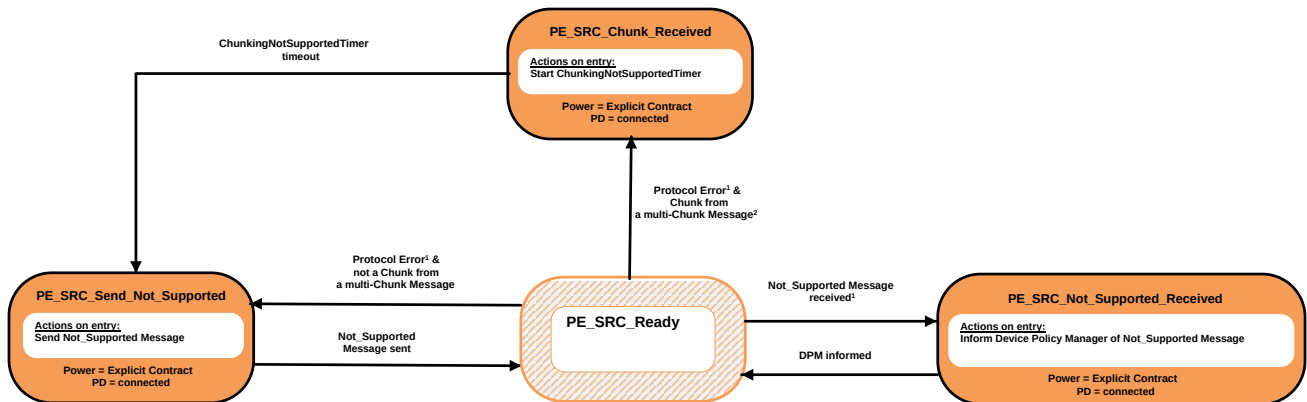 PE_SRC_Chunk_Received
Actions on entry:
Start ChunkingNotSupportedTimer
Power = Explicit Contract
PD = connected
ChunkingNotSupportedTimer
timeout
Protocol Error¹ &
Chunk from
a multi-Chunk Message²
Protocol Error¹ &
not a Chunk from
a multi-Chunk Message
PE_SRC_Send_Not_Supported
Actions on entry:
Send Not_Supported Message
Power = Explicit Contract
PD = connected
Not_Supported
Message sent
PE_SRC_Ready
Not_Supported Message
received¹
DPM informed
PE_SRC_Not_Supported_Received
Actions on entry:
Inform Device Policy Manager of Not_Supported Message
Power = Explicit Contract
PD = connected